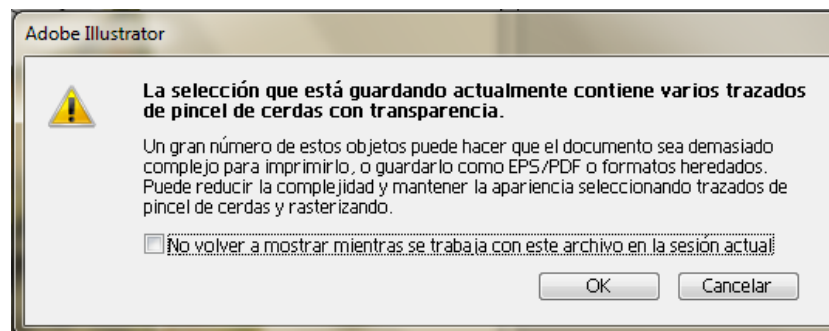 Adobe Illustrator
La selección que está guardando actualmente contiene varios trazados
de pincel de cerdas con transparencia.
Un gran número de estos objetos puede hacer que el documento sea demasiado
complejo para imprimirlo, o guardarlo como EPS/PDF o formatos heredados.
Puede reducir la complejidad y mantener la apariencia seleccionando trazados de
pincel de cerdas y rasterizando.
No volver a mostrar mientras se trabaja con este archivo en la sesión actual
OK
Cancelar